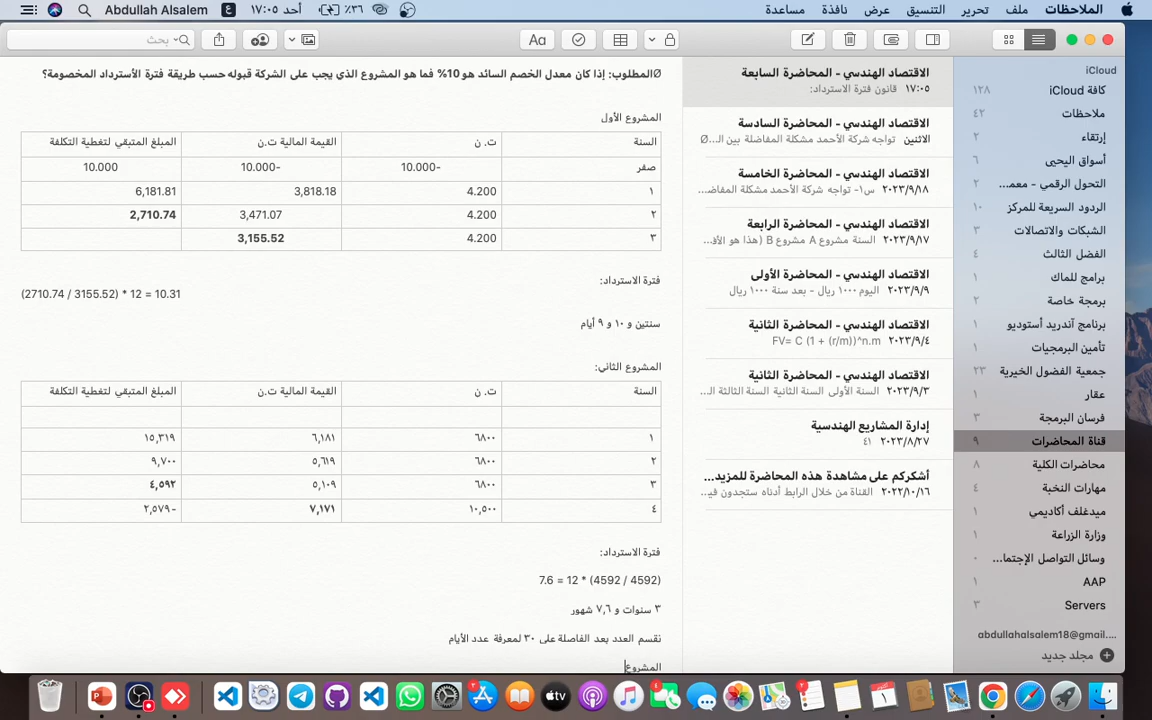 الملاحظات ملف تحرير التنسيق عرض نافذة مساعدة
أحد ١٧:٠٥ ٣٦٪ ع Abdullah Alsalem
بحث
Aa
iCloud
كافة iCloud ١٢٨
ملاحظات ٤٢
إرتقاء ٢
أسواق اليحيى ٦
التحول الرقمي - معم... ٢
الردود السريعة للمركز ١٠
الشبكات والاتصالات ٣
الفصل الثالث ٤
برامج للماك ١
برمجة خاصة ٢
برنامج آندريد أستوديو ١
تأمين البرمجيات ١
جمعية الفضول الخيرية ٢٣
عقار ١
فرسان البرمجة ٣
قناة المحاضرات ٩
محاضرات الكلية ٨
مهارات النخبة ٤
ميدغلف أكاديمي ١
وزارة الزراعة ١
وسائل التواصل الإجتما... ٠
AAP ١
Servers ٣
abdullahalsalem18@gmail....
مجلد جديد
الاقتصاد الهندسي - المحاضرة السابعة
١٧:٠٥ قانون فترة الاسترداد:
الاقتصاد الهندسي - المحاضرة السادسة
الاثنين تواجه شركة الأحمد مشكلة المفاضلة بين ال...Ø
الاقتصاد الهندسي - المحاضرة الخامسة
٢٠٢٣/٩/١٨ س١- تواجه شركة الأحمد مشكلة المفاض...
الاقتصاد الهندسي - المحاضرة الرابعة
٢٠٢٣/٩/١٧ السنة مشروع A مشروع B (هذا هو الأف...
الاقتصاد الهندسي - المحاضرة الأولى
٢٠٢٣/٩/٩ اليوم ١٠٠٠ ريال - بعد سنة ١٠٠٠ ريال
الاقتصاد الهندسي - المحاضرة الثانية
٢٠٢٣/٩/٤ FV= C (1 + (r/m))^n.m
الاقتصاد الهندسي - المحاضرة الثانية
٢٠٢٣/٩/٣ السنة الأولى السنة الثانية السنة الثالثة ال...
إدارة المشاريع الهندسية
٢٠٢٣/٨/٢٧ ٤١
أشكركم على مشاهدة هذه المحاضرة للمزيد...
٢٠٢٢/١٠/١٦ القناة من خلال الرابط أدناه ستجدون في...
Øالمطلوب: إذا كان معدل الخصم السائد هو 10% فما هو المشروع الذي يجب على الشركة قبوله حسب طريقة فترة الأسترداد المخصومة؟
المشروع الأول
السنة ت. ن القيمة المالية ت.ن المبلغ المتبقي لتغطية التكلفة
صفر -10.000 -10.000 10.000
١ 4.200 3,818.18 6,181.81
٢ 4.200 3,471.07 2,710.74
٣ 4.200 3,155.52
فترة الاسترداد:
(2710.74 / 3155.52) * 12 = 10.31
سنتين و ١٠ و ٩ أيام
المشروع الثاني:
السنة ت. ن القيمة المالية ت.ن المبلغ المتبقي لتغطية التكلفة
١ ٦٨٠٠ ٦,١٨١ ١٥,٣١٩
٢ ٦٨٠٠ ٥,٦١٩ ٩,٧٠٠
٣ ٦٨٠٠ ٥,١٠٩ ٤,٥٩٢
٤ ١٠,٥٠٠ ٧,١٧١ -٢,٥٧٩
فترة الاسترداد:
7.6 = 12 * (4592 / 4592)
٣ سنوات و ٧,٦ شهور
نقسم العدد بعد الفاصلة على ٣٠ لمعرفة عدد الأيام
المشروع